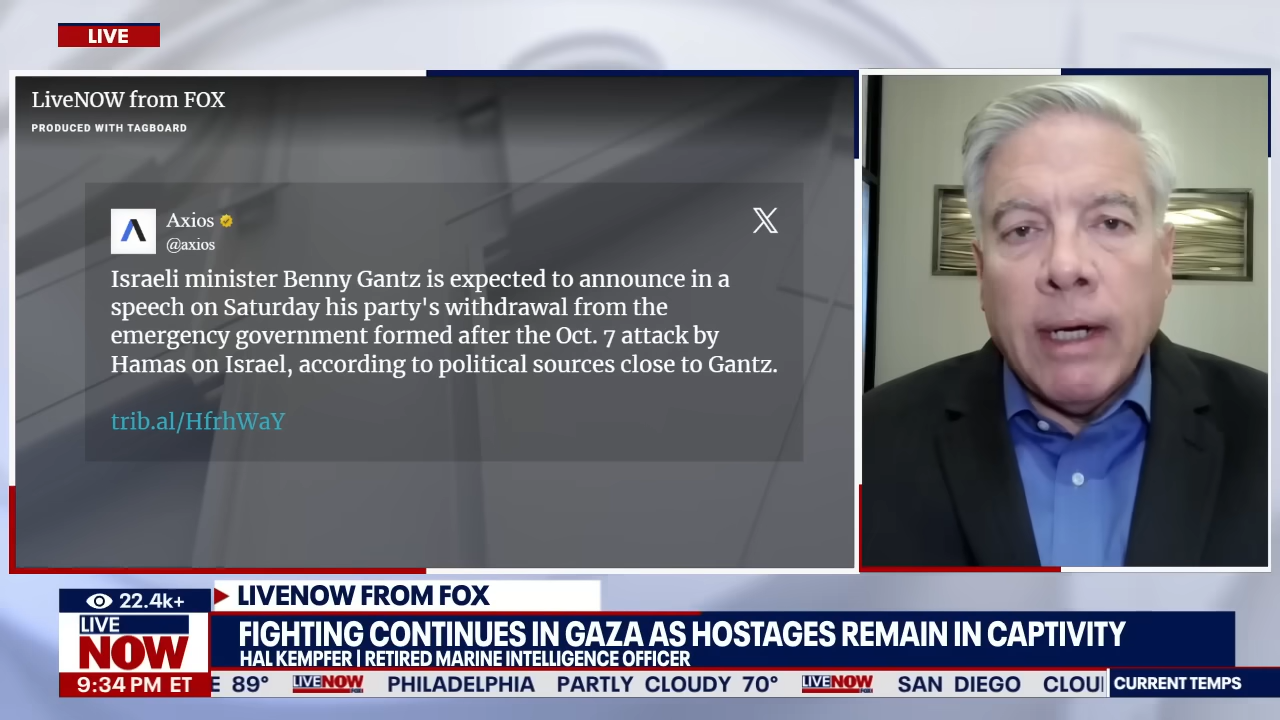 LIVE
LiveNOW from FOX
PRODUCED WITH TAGBOARD
Axios
@axios
Israeli minister Benny Gantz is expected to announce in a
speech on Saturday his party's withdrawal from the
emergency government formed after the Oct. 7 attack by
Hamas on Israel, according to political sources close to Gantz.
trib.al/HfrhWaY
22.4k+
LIVENOW FROM FOX
LIVE
NOW
FIGHTING CONTINUES IN GAZA AS HOSTAGES REMAIN IN CAPTIVITY
HAL KEMPFER | RETIRED MARINE INTELLIGENCE OFFICER
9:34 PM ET
89° LIVENOW PHILADELPHIA PARTLY CLOUDY 70° LIVENOW SAN DIEGO
CURRENT TEMPS